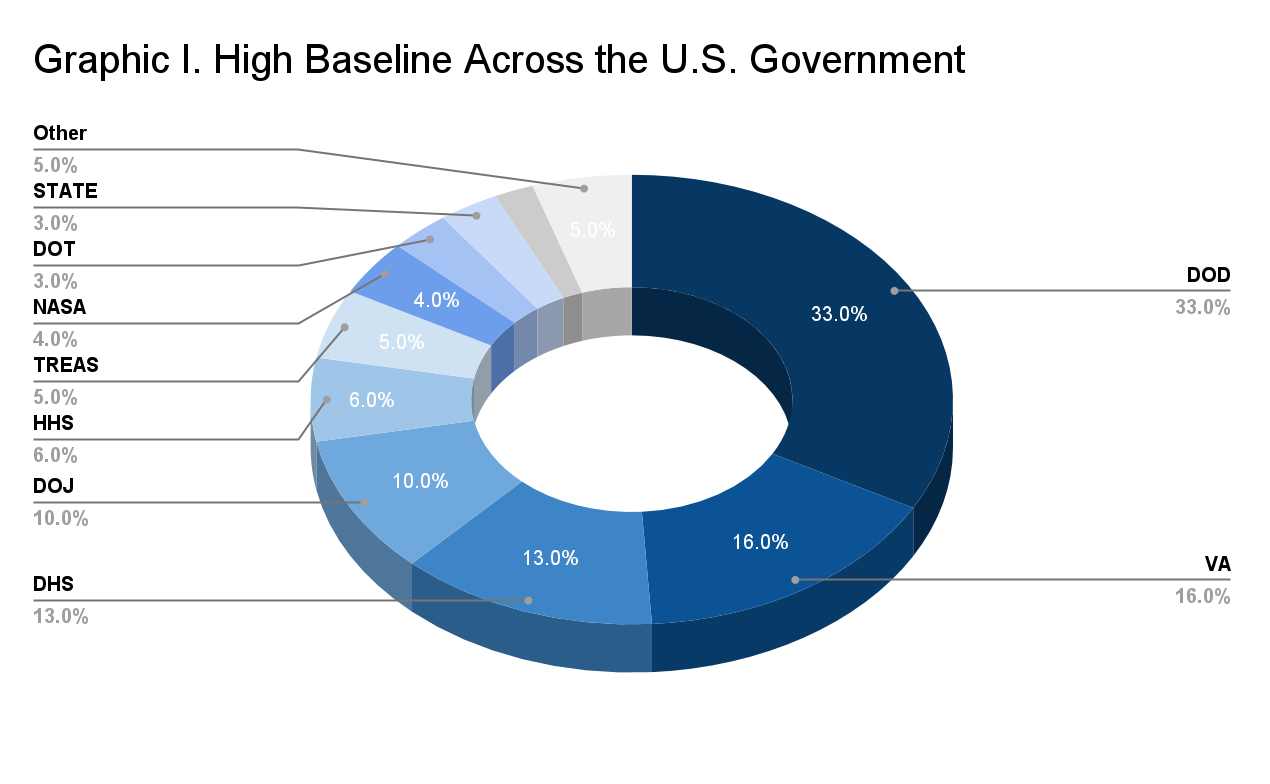 Graphic I. High Baseline Across the U.S. Government
Other
5.0%
STATE
3.0%
DOT
3.0%
NASA
4.0%
TREAS
5.0%
HHS
6.0%
DOJ
10.0%
DHS
13.0%
DOD
33.0%
VA
16.0%
5.0%
33.0%
4.0%
5.0%
6.0%
10.0%
13.0%
16.0%